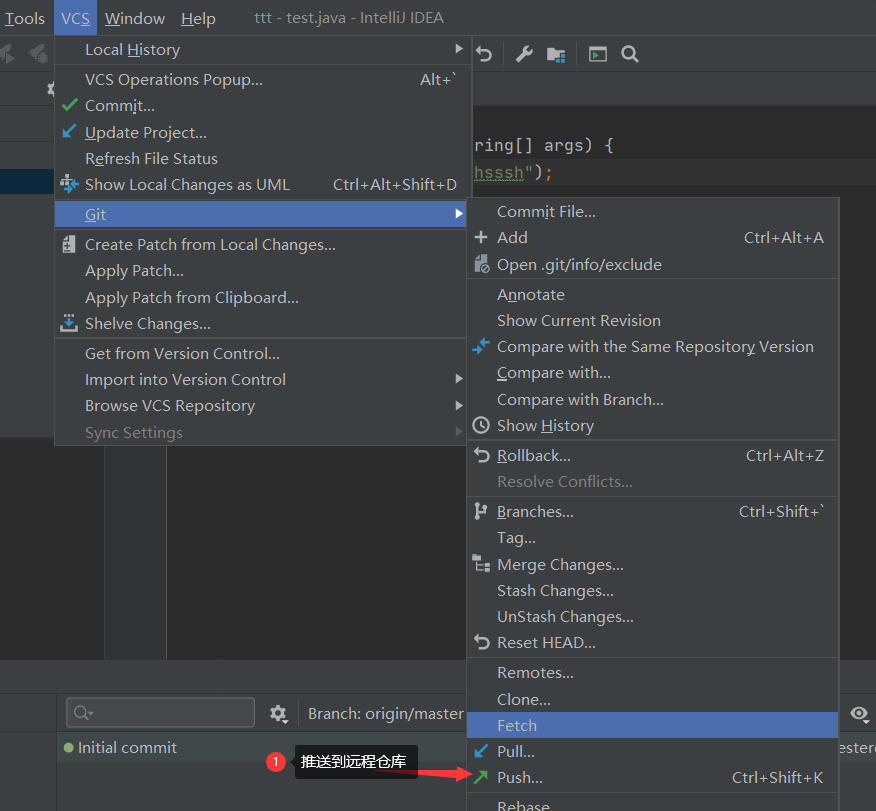 Tools VCS Window Help ttt - test.java - IntelliJ IDEA
Local History
VCS Operations Popup... Alt+`
Commit...
Update Project...
Refresh File Status
Show Local Changes as UML Ctrl+Alt+Shift+D
Git
Create Patch from Local Changes...
Apply Patch...
Apply Patch from Clipboard...
Shelve Changes...
Get from Version Control...
Import into Version Control
Browse VCS Repository
Sync Settings
ring[] args) {
hsssh");
Commit File...
Add Ctrl+Alt+A
Open .git/info/exclude
Annotate
Show Current Revision
Compare with the Same Repository Version
Compare with...
Compare with Branch...
Show History
Rollback... Ctrl+Alt+Z
Resolve Conflicts...
Branches... Ctrl+Shift+`
Tag...
Merge Changes...
Stash Changes...
UnStash Changes...
Reset HEAD...
Remotes...
Clone...
Fetch
Pull...
Push... Ctrl+Shift+K
Rebase
Branch: origin/master
Initial commit
1 推送到远程仓库